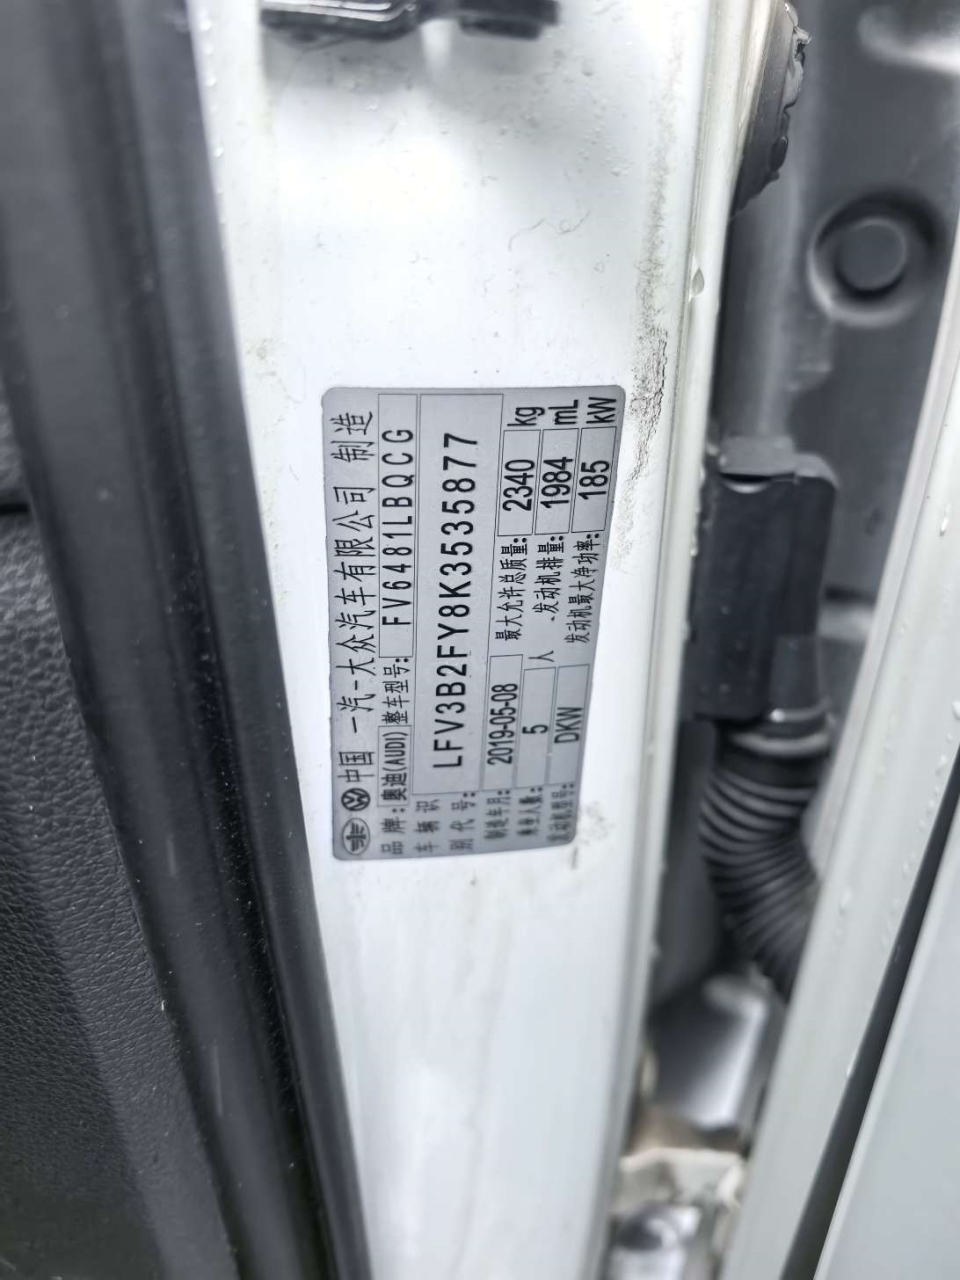 中国 一汽-大众汽车有限公司 制造
品牌: 奥迪(AUDI) 整车型号: FV6481LBQCG
车辆识别代号: LFV3B2FY8K3535877
制造年月: 2019-05-08 最大允许总质量: 2340 kg
乘坐人数: 5 人 发动机排量: 1984 mL
发动机型号: DKW 发动机最大净功率: 185 kW